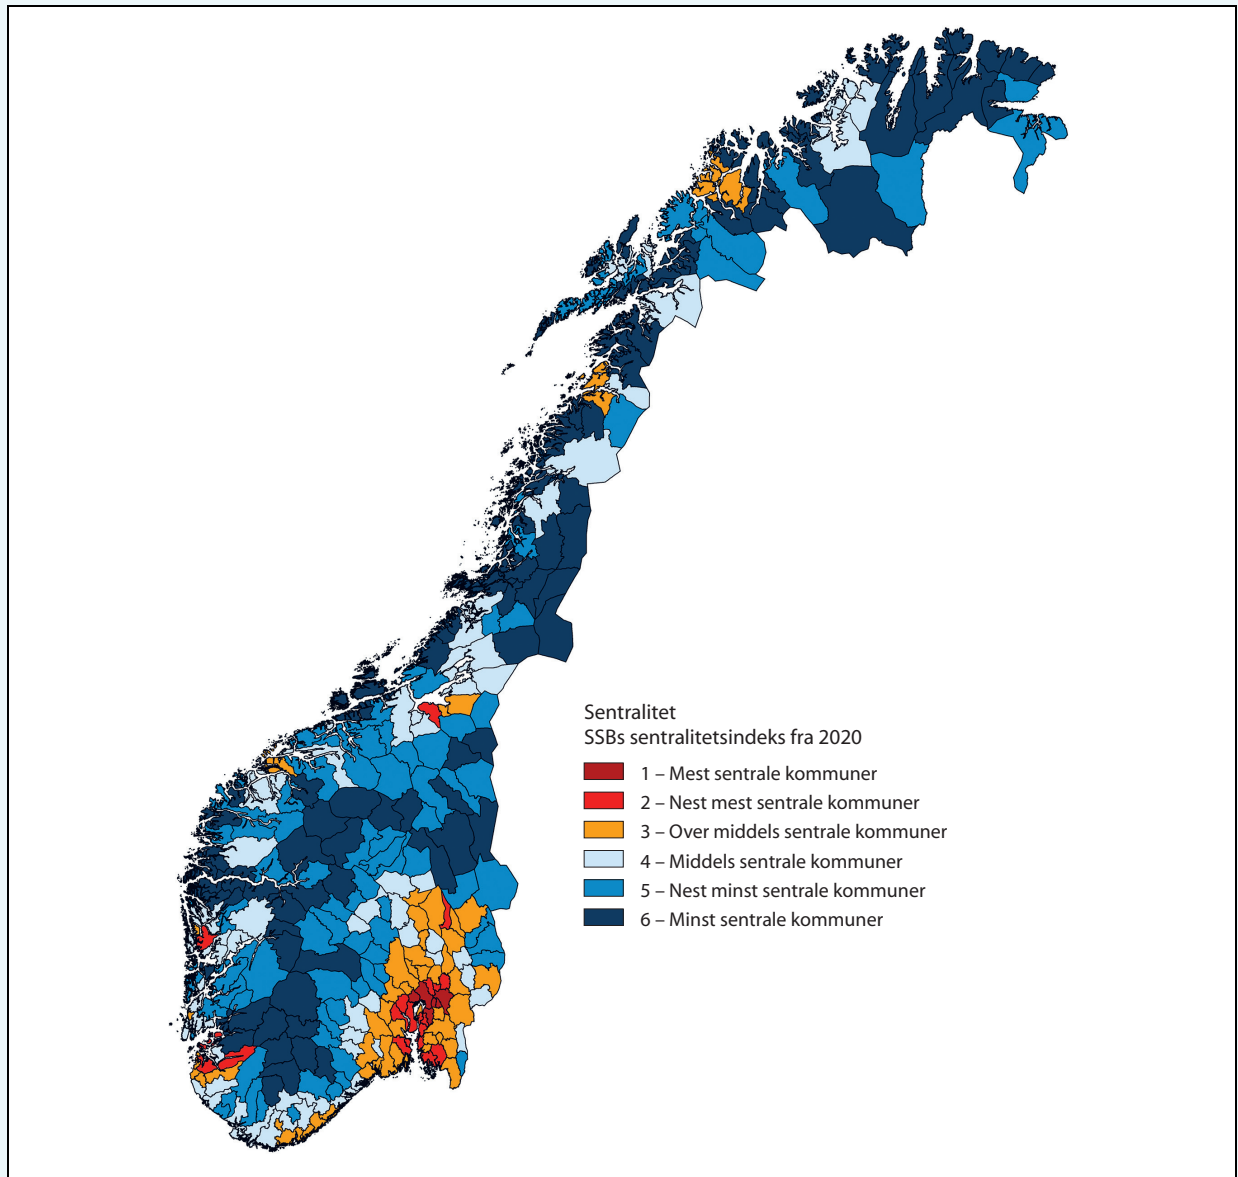 Sentralitet
SSBs sentralitetsindeks fra 2020
1 – Mest sentrale kommuner
2 – Nest mest sentrale kommuner
3 – Over middels sentrale kommuner
4 – Middels sentrale kommuner
5 – Nest minst sentrale kommuner
6 – Minst sentrale kommuner